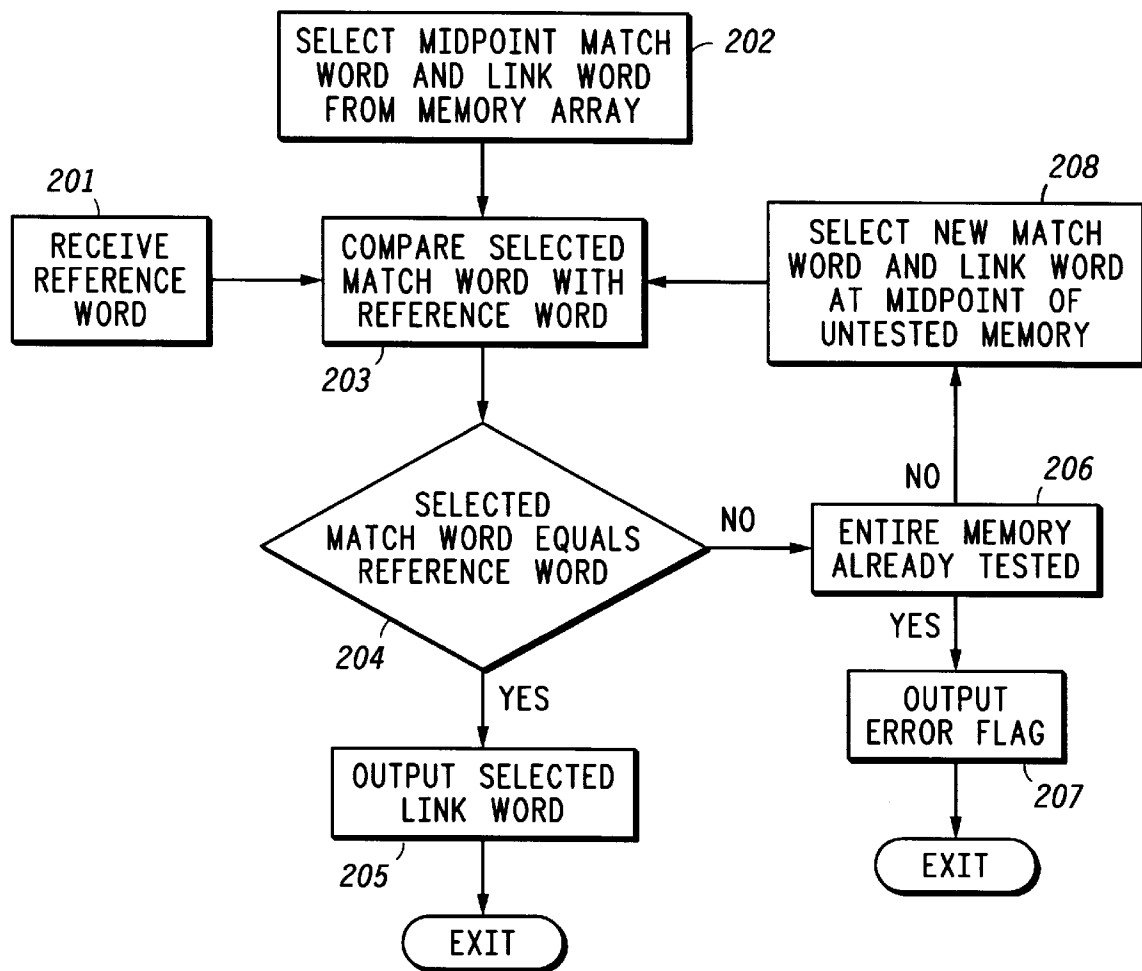 SELECT MIDPOINT MATCH
WORD AND LINK WORD
FROM MEMORY ARRAY
202
201
RECEIVE
REFERENCE
WORD
COMPARE SELECTED
MATCH WORD WITH
REFERENCE WORD
203
208
SELECT NEW MATCH
WORD AND LINK WORD
AT MIDPOINT OF
UNTESTED MEMORY
SELECTED
MATCH WORD EQUALS
REFERENCE WORD
204
NO
NO
206
ENTIRE MEMORY
ALREADY TESTED
YES
YES
OUTPUT SELECTED
LINK WORD
205
EXIT
OUTPUT
ERROR FLAG
207
EXIT